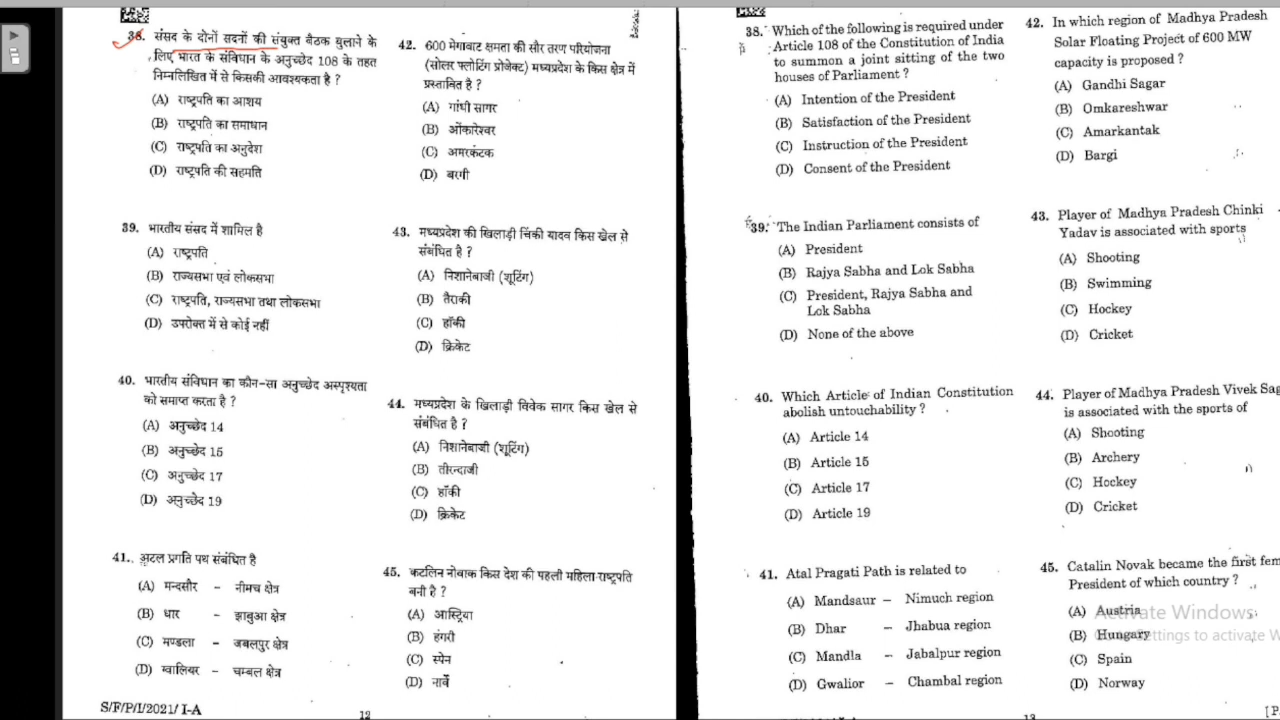 38. संसद के दोनों सदनों की संयुक्त बैठक बुलाने के
लिए भारत के संविधान के अनुच्छेद 108 के तहत
निम्नलिखित में से किसकी आवश्यकता है ?
(A) राष्ट्रपति का आशय
(B) राष्ट्रपति का समाधान
(C) राष्ट्रपति का अनुदेश
(D) राष्ट्रपति की सहमति
39. भारतीय संसद में शामिल है
(A) राष्ट्रपति
(B) राज्यसभा एवं लोकसभा
(C) राष्ट्रपति, राज्यसभा तथा लोकसभा
(D) उपरोक्त में से कोई नहीं
40. भारतीय संविधान का कौन-सा अनुच्छेद अस्पृश्यता
को समाप्त करता है ?
(A) अनुच्छेद 14
(B) अनुच्छेद 15
(C) अनुच्छेद 17
(D) अनुच्छेद 19
41. अटल प्रगति पथ संबंधित है
(A) मन्दसौर – नीमच क्षेत्र
(B) धार – झाबुआ क्षेत्र
(C) मण्डला – जबलपुर क्षेत्र
(D) ग्वालियर – चम्बल क्षेत्र
S/F/P/I/2021/ I-A
42. 600 मेगावाट क्षमता की सौर तरण परियोजना
(सोलर फ्लोटिंग प्रोजेक्ट) मध्यप्रदेश के किस क्षेत्र में
प्रस्तावित है ?
(A) गांधी सागर
(B) ओंकारेश्वर
(C) अमरकंटक
(D) बरगी
43. मध्यप्रदेश की खिलाड़ी चिंकी यादव किस खेल से
संबंधित है ?
(A) निशानेबाजी (शूटिंग)
(B) तैराकी
(C) हॉकी
(D) क्रिकेट
44. मध्यप्रदेश के खिलाड़ी विवेक सागर किस खेल से
संबंधित है ?
(A) निशानेबाजी (शूटिंग)
(B) तीरन्दाजी
(C) हॉकी
(D) क्रिकेट
45. कटलिन नोवाक किस देश की पहली महिला राष्ट्रपति
बनी है ?
(A) आस्ट्रिया
(B) हंगरी
(C) स्पेन
(D) नार्वे
12
38. Which of the following is required under
Article 108 of the Constitution of India
to summon a joint sitting of the two
houses of Parliament ?
(A) Intention of the President
(B) Satisfaction of the President
(C) Instruction of the President
(D) Consent of the President
39. The Indian Parliament consists of
(A) President
(B) Rajya Sabha and Lok Sabha
(C) President, Rajya Sabha and
Lok Sabha
(D) None of the above
40. Which Article of Indian Constitution
abolish untouchability ?
(A) Article 14
(B) Article 15
(C) Article 17
(D) Article 19
41. Atal Pragati Path is related to
(A) Mandsaur – Nimuch region
(B) Dhar – Jhabua region
(C) Mandla – Jabalpur region
(D) Gwalior – Chambal region
13
42. In which region of Madhya Pradesh
Solar Floating Project of 600 MW
capacity is proposed ?
(A) Gandhi Sagar
(B) Omkareshwar
(C) Amarkantak
(D) Bargi
43. Player of Madhya Pradesh Chinki
Yadav is associated with sports
(A) Shooting
(B) Swimming
(C) Hockey
(D) Cricket
44. Player of Madhya Pradesh Vivek Sag
is associated with the sports of
(A) Shooting
(B) Archery
(C) Hockey
(D) Cricket
45. Catalin Novak became the first fem
President of which country ?
(A) Austria
(B) Hungary
(C) Spain
(D) Norway
[P
Activate Windows
ettings to activate W